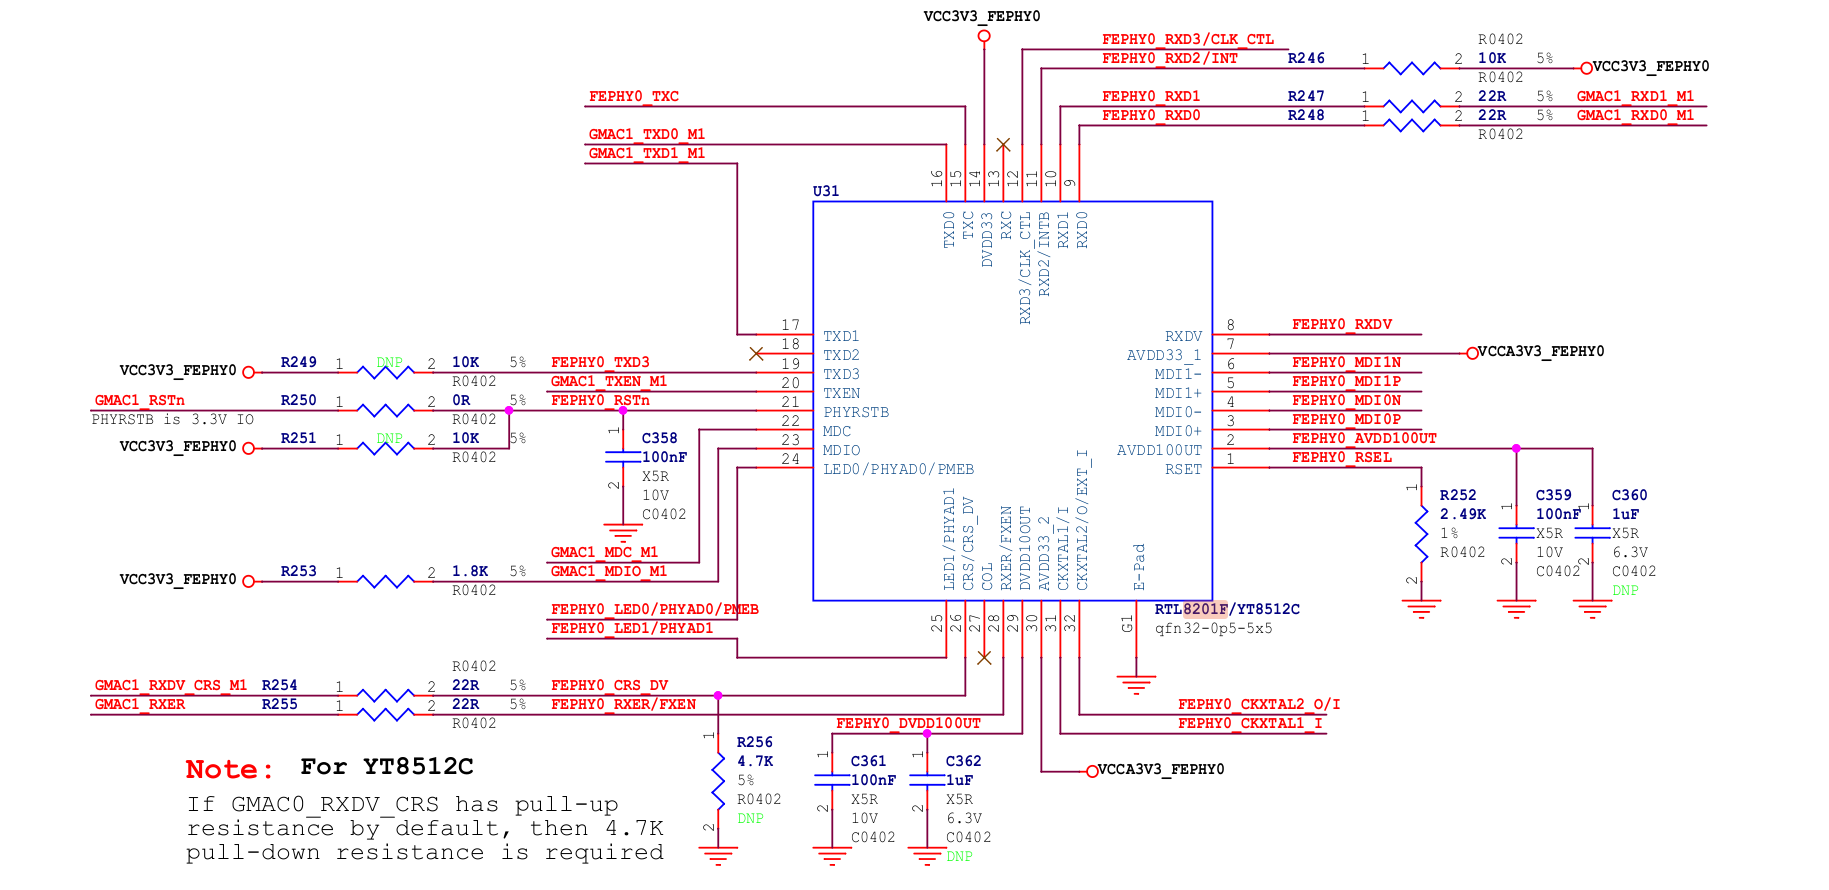 VCC3V3_FEPHY0
FEPHY0_RXD3/CLK_CTL
R0402
FEPHY0_RXD2/INT R246 1 2 10K 5% VCC3V3_FEPHY0
R0402
FEPHY0_TXC
FEPHY0_RXD1 R247 1 2 22R 5% GMAC1_RXD1_M1
FEPHY0_RXD0 R248 1 2 22R 5% GMAC1_RXD0_M1
R0402
GMAC1_TXD0_M1
GMAC1_TXD1_M1
16 15 14 13 12 11 10 9
U31
TXD0
TXC
DVDD33
RXC
RXD3/CLK_CTL
RXD2/INTB
RXD1
RXD0
17 TXD1
18 TXD2
19 TXD3
20 TXEN
21 PHYRSTB
22 MDC
23 MDIO
24 LED0/PHYAD0/PMEB
RXDV 8 FEPHY0_RXDV
AVDD33_1 7 VCCA3V3_FEPHY0
MDI1- 6 FEPHY0_MDI1N
MDI1+ 5 FEPHY0_MDI1P
MDI0- 4 FEPHY0_MDI0N
MDI0+ 3 FEPHY0_MDI0P
AVDD10OUT 2 FEPHY0_AVDD10OUT
RSET 1 FEPHY0_RSEL
VCC3V3_FEPHY0 R249 1 DNP 2 10K 5% FEPHY0_TXD3
R0402
GMAC1_TXEN_M1
GMAC1_RSTn R250 1 2 0R 5% FEPHY0_RSTn
PHYRSTB is 3.3V IO R0402
VCC3V3_FEPHY0 R251 1 DNP 2 10K 5%
R0402
1
C358
100nF
X5R
10V
C0402
2
1
R252
2.49K
1%
R0402
2
1
C359
100nF
X5R
10V
C0402
2
1
C360
1uF
X5R
6.3V
C0402
DNP
2
LED1/PHYAD1
CRS/CRS_DV
COL
RXER/FXEN
DVDD10OUT
AVDD33_2
CKXTAL1/I
CKXTAL2/O/EXT_I
E-Pad
GMAC1_MDC_M1
VCC3V3_FEPHY0 R253 1 2 1.8K 5% GMAC1_MDIO_M1
R0402
FEPHY0_LED0/PHYAD0/PMEB
FEPHY0_LED1/PHYAD1
25 26 27 28 29 30 31 32 G1
RTL8201F/YT8512C
qfn32-0p5-5x5
R0402
GMAC1_RXDV_CRS_M1 R254 1 2 22R 5% FEPHY0_CRS_DV
GMAC1_RXER R255 1 2 22R 5% FEPHY0_RXER/FXEN
R0402
FEPHY0_CKXTAL2_O/I
FEPHY0_CKXTAL1_I
FEPHY0_DVDD10OUT
1
R256
4.7K
5%
R0402
DNP
2
1
C361
100nF
X5R
10V
C0402
2
1
C362
1uF
X5R
6.3V
C0402
DNP
2
VCCA3V3_FEPHY0
Note: For YT8512C
If GMAC0_RXDV_CRS has pull-up
resistance by default, then 4.7K
pull-down resistance is required